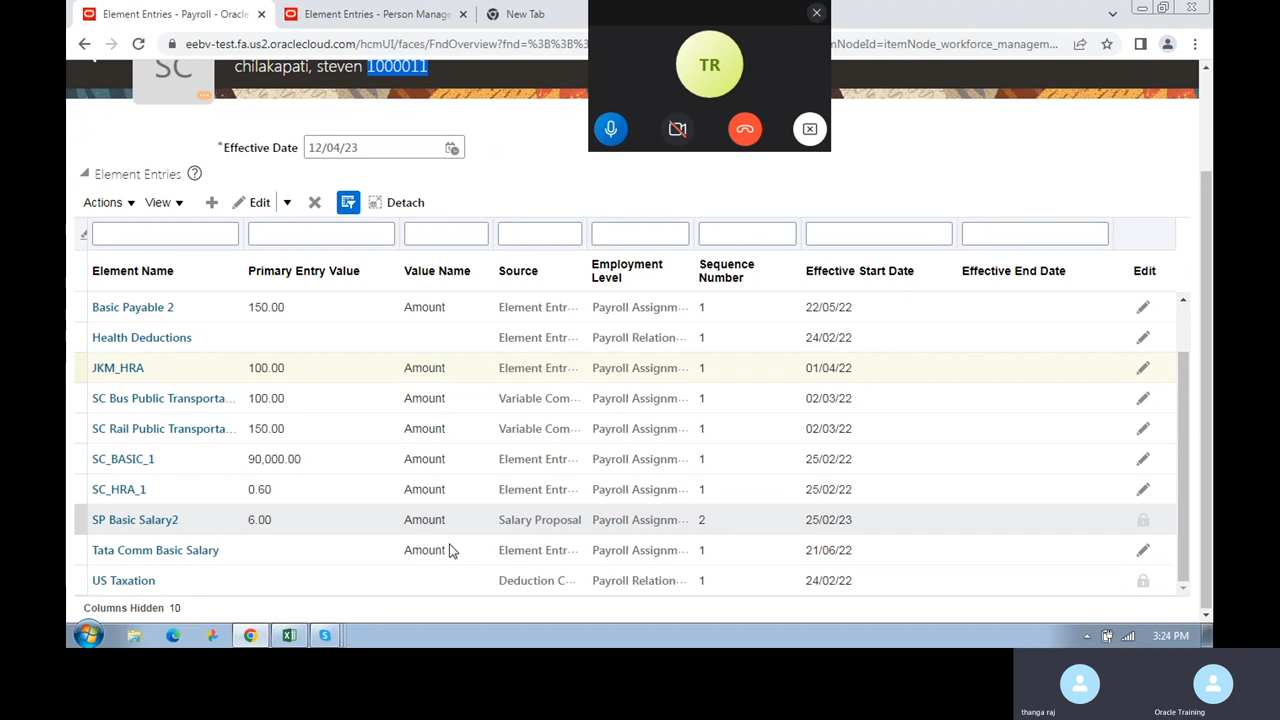 Element Entries - Payroll - Oracle
Element Entries - Person Manage
New Tab
eebv-test.fa.us2.oraclecloud.com/hcmUI/faces/FndOverview?fnd=%3B%3B%
mNodeId=itemNode_workforce_managem...
SC
chilakapati, steven 1000011
TR
*Effective Date 12/04/23
Element Entries
Actions View Edit Detach
Element Name Primary Entry Value Value Name Source Employment Level Sequence Number Effective Start Date Effective End Date Edit
Basic Payable 2 150.00 Amount Element Entr... Payroll Assignm... 1 22/05/22
Health Deductions Element Entr... Payroll Relation... 1 24/02/22
JKM_HRA 100.00 Amount Element Entr... Payroll Assignm... 1 01/04/22
SC Bus Public Transporta... 100.00 Amount Variable Com... Payroll Assignm... 1 02/03/22
SC Rail Public Transporta... 150.00 Amount Variable Com... Payroll Assignm... 1 02/03/22
SC_BASIC_1 90,000.00 Amount Element Entr... Payroll Assignm... 1 25/02/22
SC_HRA_1 0.60 Amount Element Entr... Payroll Assignm... 1 25/02/22
SP Basic Salary2 6.00 Amount Salary Proposal Payroll Assignm... 2 25/02/23
Tata Comm Basic Salary Amount Element Entr... Payroll Assignm... 1 21/06/22
US Taxation Deduction C... Payroll Relation... 1 24/02/22
Columns Hidden 10
3:24 PM
thanga raj
Oracle Training